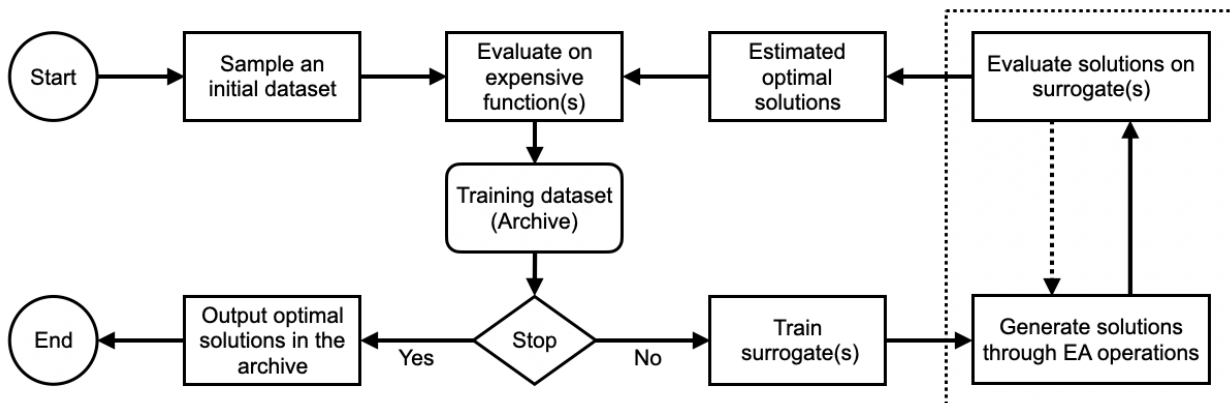 Start
Sample an
initial dataset
Evaluate on
expensive
function(s)
Estimated
optimal
solutions
Evaluate solutions on
surrogate(s)
Training dataset
(Archive)
End
Output optimal
solutions in the
archive
Yes
Stop
No
Train
surrogate(s)
Generate solutions
through EA operations